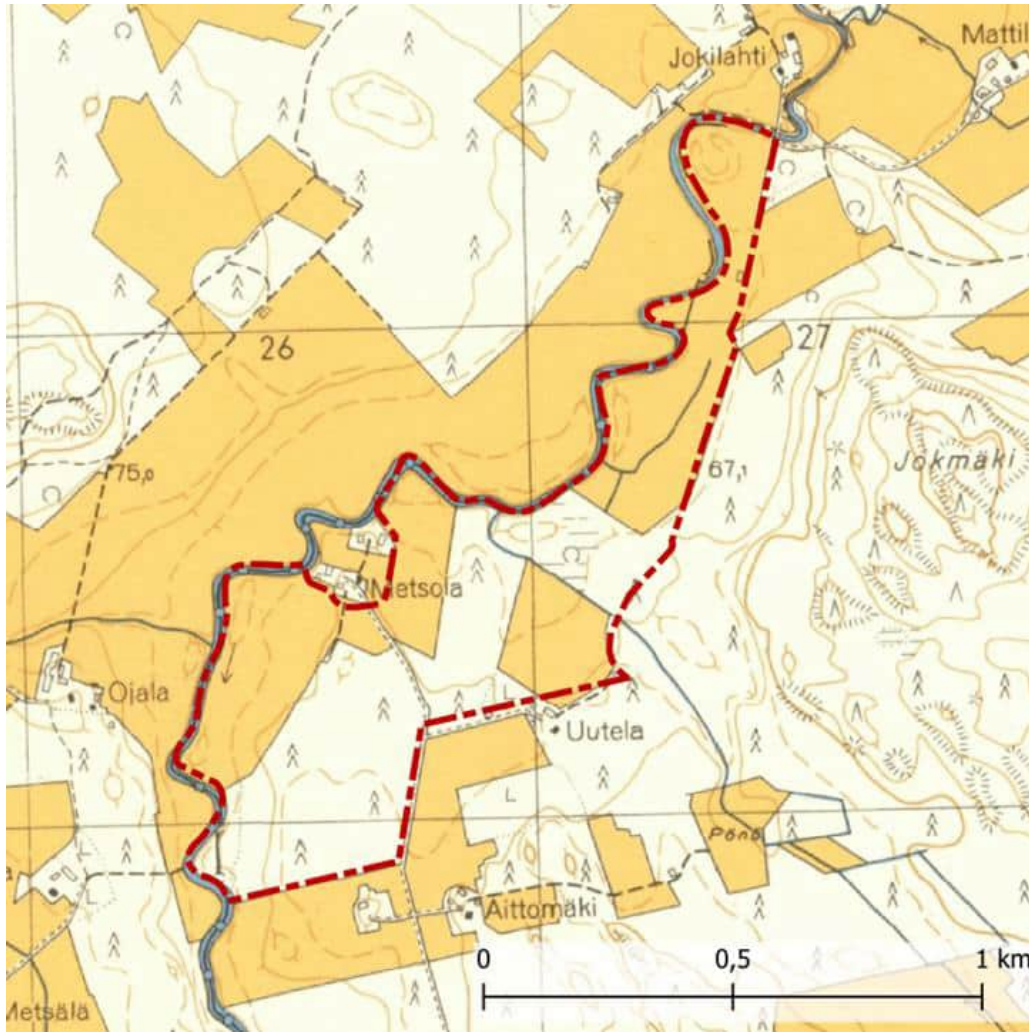 Mattil
Jokilahti
26
27
75,0
67,1
Jokmäki
Metsola
Ojala
L
Uutela
L
Pönö
L
Aittomäki
Metsälä
0
0,5
1 km